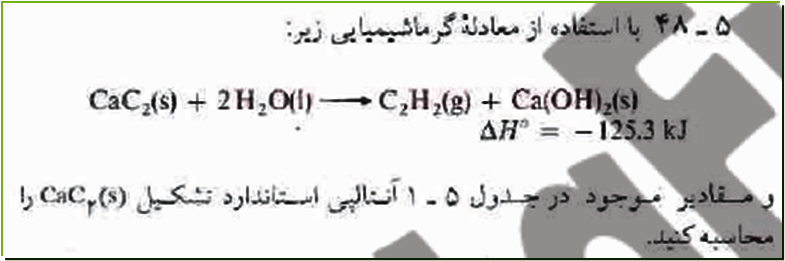 ۵ ـ ۴۸ با استفاده از معادلهٔ گرماشیمیایی زیر:
CaC₂(s) + 2H₂O(l) ⟶ C₂H₂(g) + Ca(OH)₂(s)
ΔH° = −125.3 kJ
و مقادیر موجود در جدول ۵ ـ ۱ آنتالپی استاندارد تشکیل CaC₂(s) را
محاسبه کنید.